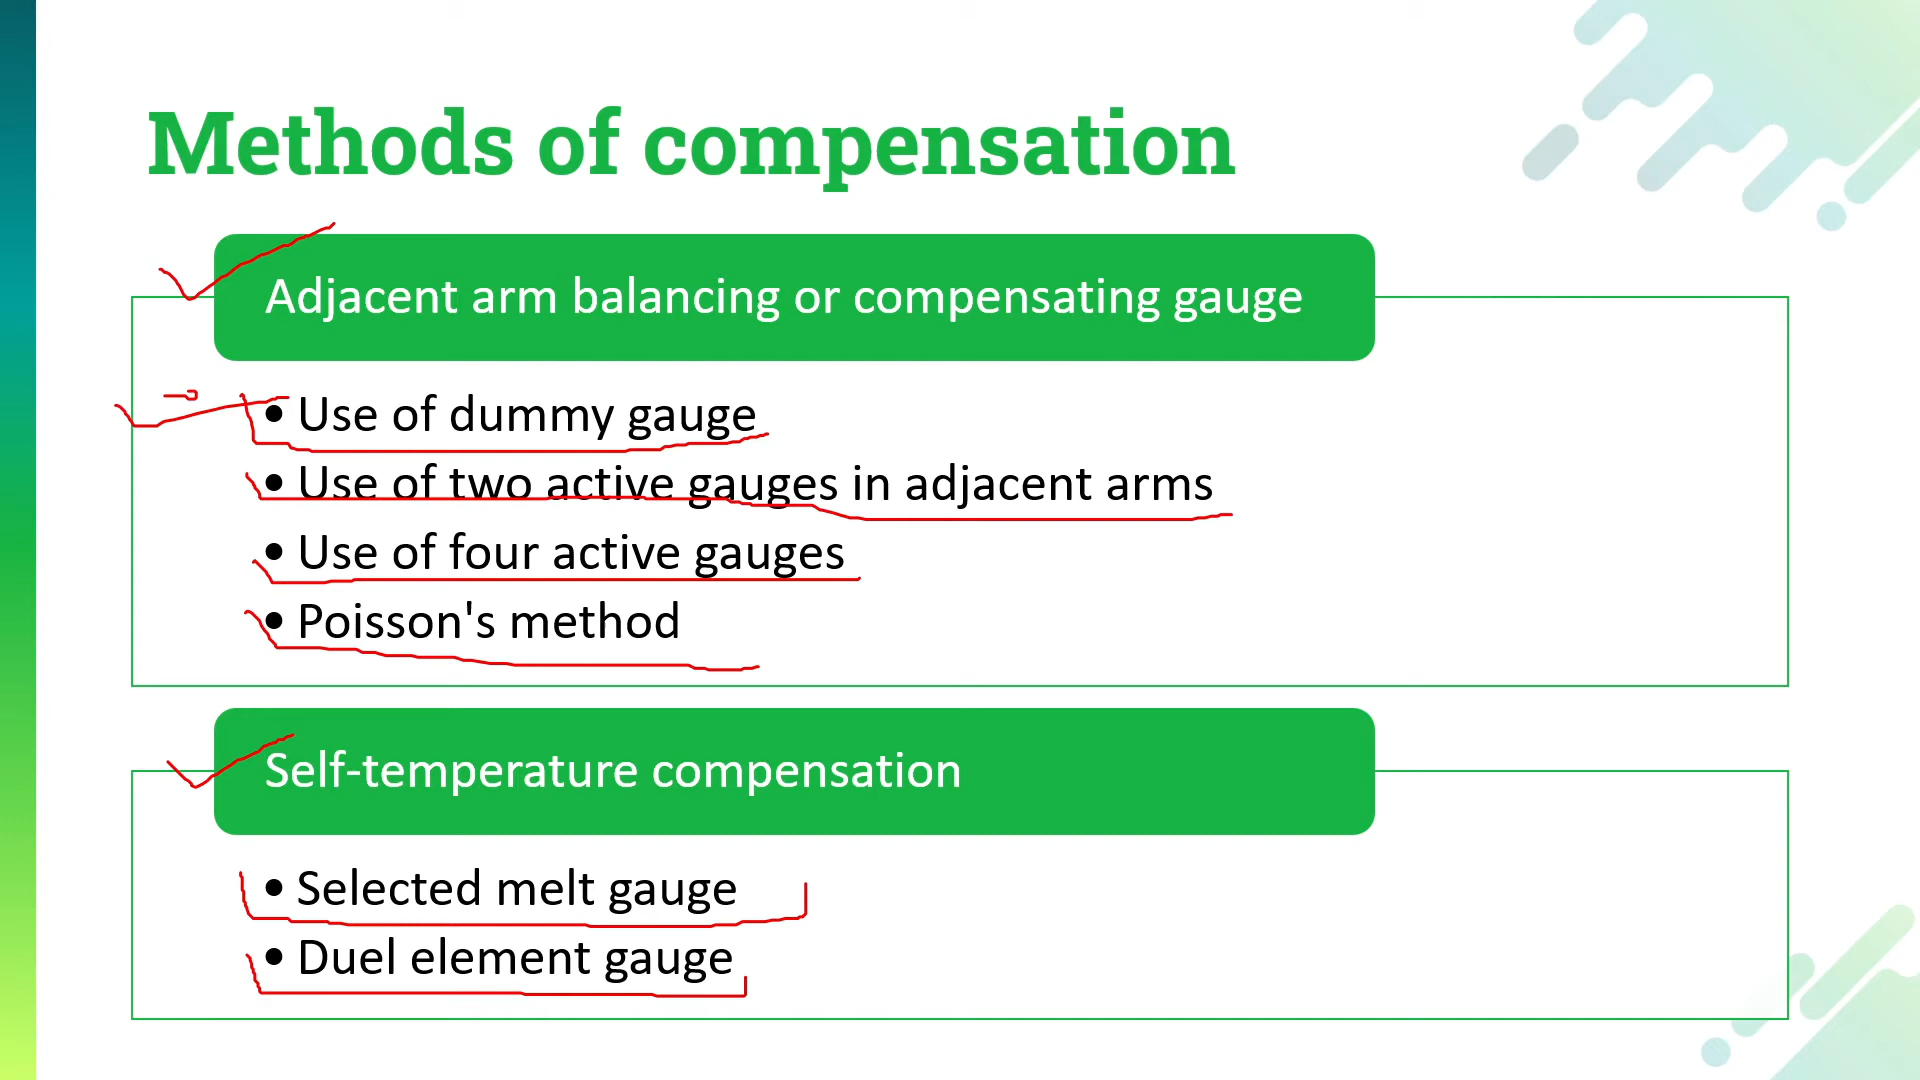 Methods of compensation
Adjacent arm balancing or compensating gauge
• Use of dummy gauge
• Use of two active gauges in adjacent arms
• Use of four active gauges
• Poisson's method
Self-temperature compensation
• Selected melt gauge
• Duel element gauge